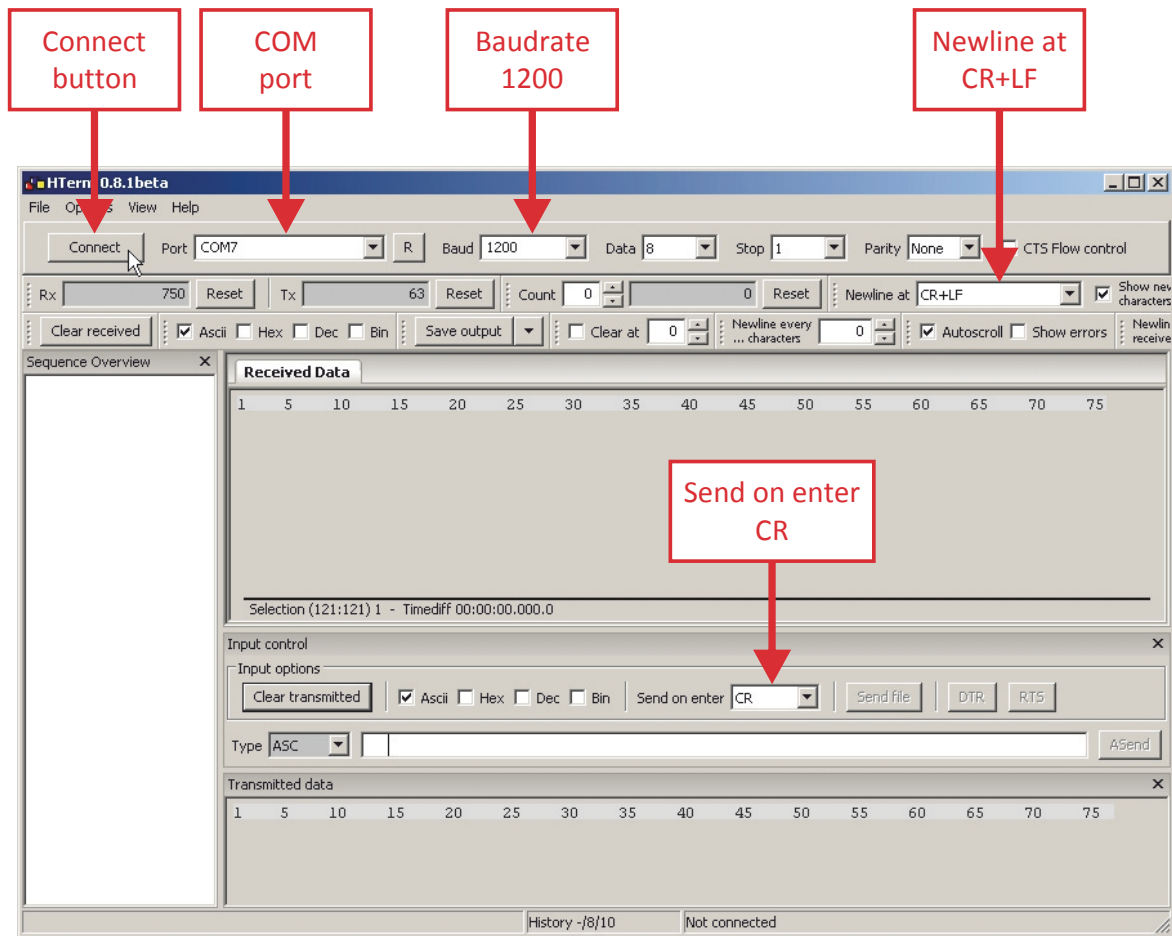 Connect
button
COM
port
Baudrate
1200
Newline at
CR+LF
HTerm 0.8.1beta
File Options View Help
Connect Port COM7 R Baud 1200 Data 8 Stop 1 Parity None CTS Flow control
Rx 750 Reset Tx 63 Reset Count 0 0 Reset Newline at CR+LF Show new
characters
Clear received Ascii Hex Dec Bin Save output Clear at 0 Newline every
... characters 0 Autoscroll Show errors Newlin
receive
Sequence Overview
Received Data
1 5 10 15 20 25 30 35 40 45 50 55 60 65 70 75
Send on enter
CR
Selection (121:121) 1 - Timediff 00:00:00.000.0
Input control
Input options
Clear transmitted Ascii Hex Dec Bin Send on enter CR Send file DTR RTS
Type ASC ASend
Transmitted data
1 5 10 15 20 25 30 35 40 45 50 55 60 65 70 75
History -/8/10 Not connected